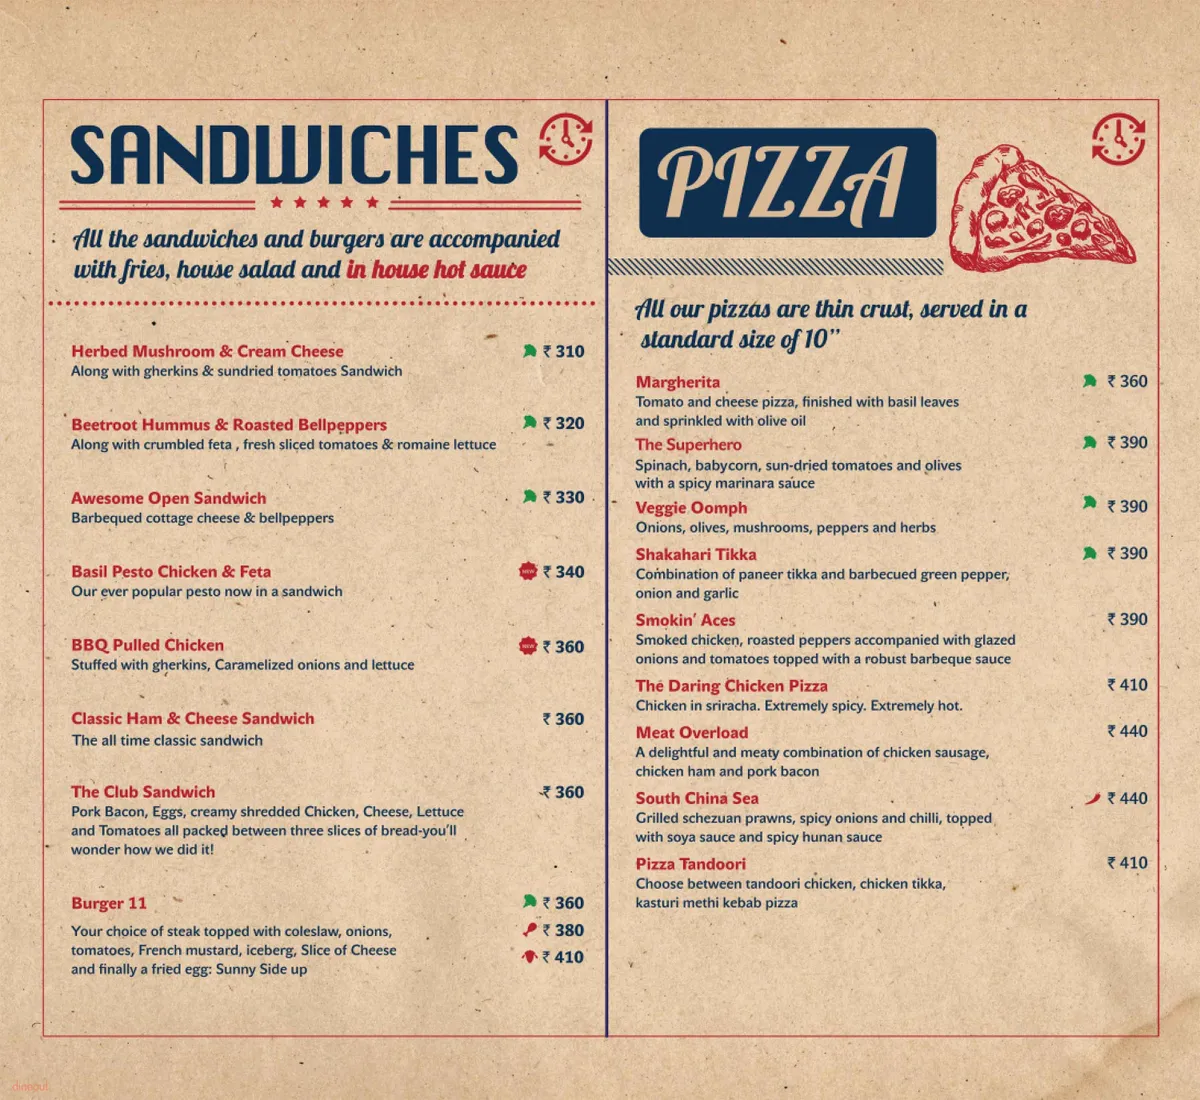 SANDWICHES
All the sandwiches and burgers are accompanied
with fries, house salad and in house hot sauce
Herbed Mushroom & Cream Cheese ₹ 310
Along with gherkins & sundried tomatoes Sandwich
Beetroot Hummus & Roasted Bellpeppers ₹ 320
Along with crumbled feta , fresh sliced tomatoes & romaine lettuce
Awesome Open Sandwich ₹ 330
Barbequed cottage cheese & bellpeppers
Basil Pesto Chicken & Feta NEW ₹ 340
Our ever popular pesto now in a sandwich
BBQ Pulled Chicken NEW ₹ 360
Stuffed with gherkins, Caramelized onions and lettuce
Classic Ham & Cheese Sandwich ₹ 360
The all time classic sandwich
The Club Sandwich ₹ 360
Pork Bacon, Eggs, creamy shredded Chicken, Cheese, Lettuce
and Tomatoes all packed between three slices of bread-you'll
wonder how we did it!
Burger 11 ₹ 360
Your choice of steak topped with coleslaw, onions, ₹ 380
tomatoes, French mustard, iceberg, Slice of Cheese ₹ 410
and finally a fried egg: Sunny Side up
PIZZA
All our pizzas are thin crust, served in a
standard size of 10”
Margherita ₹ 360
Tomato and cheese pizza, finished with basil leaves
and sprinkled with olive oil
The Superhero ₹ 390
Spinach, babycorn, sun-dried tomatoes and olives
with a spicy marinara sauce
Veggie Oomph ₹ 390
Onions, olives, mushrooms, peppers and herbs
Shakahari Tikka ₹ 390
Combination of paneer tikka and barbecued green pepper,
onion and garlic
Smokin' Aces ₹ 390
Smoked chicken, roasted peppers accompanied with glazed
onions and tomatoes topped with a robust barbeque sauce
The Daring Chicken Pizza ₹ 410
Chicken in sriracha. Extremely spicy. Extremely hot.
Meat Overload ₹ 440
A delightful and meaty combination of chicken sausage,
chicken ham and pork bacon
South China Sea ₹ 440
Grilled schezuan prawns, spicy onions and chilli, topped
with soya sauce and spicy hunan sauce
Pizza Tandoori ₹ 410
Choose between tandoori chicken, chicken tikka,
kasturi methi kebab pizza
dineout